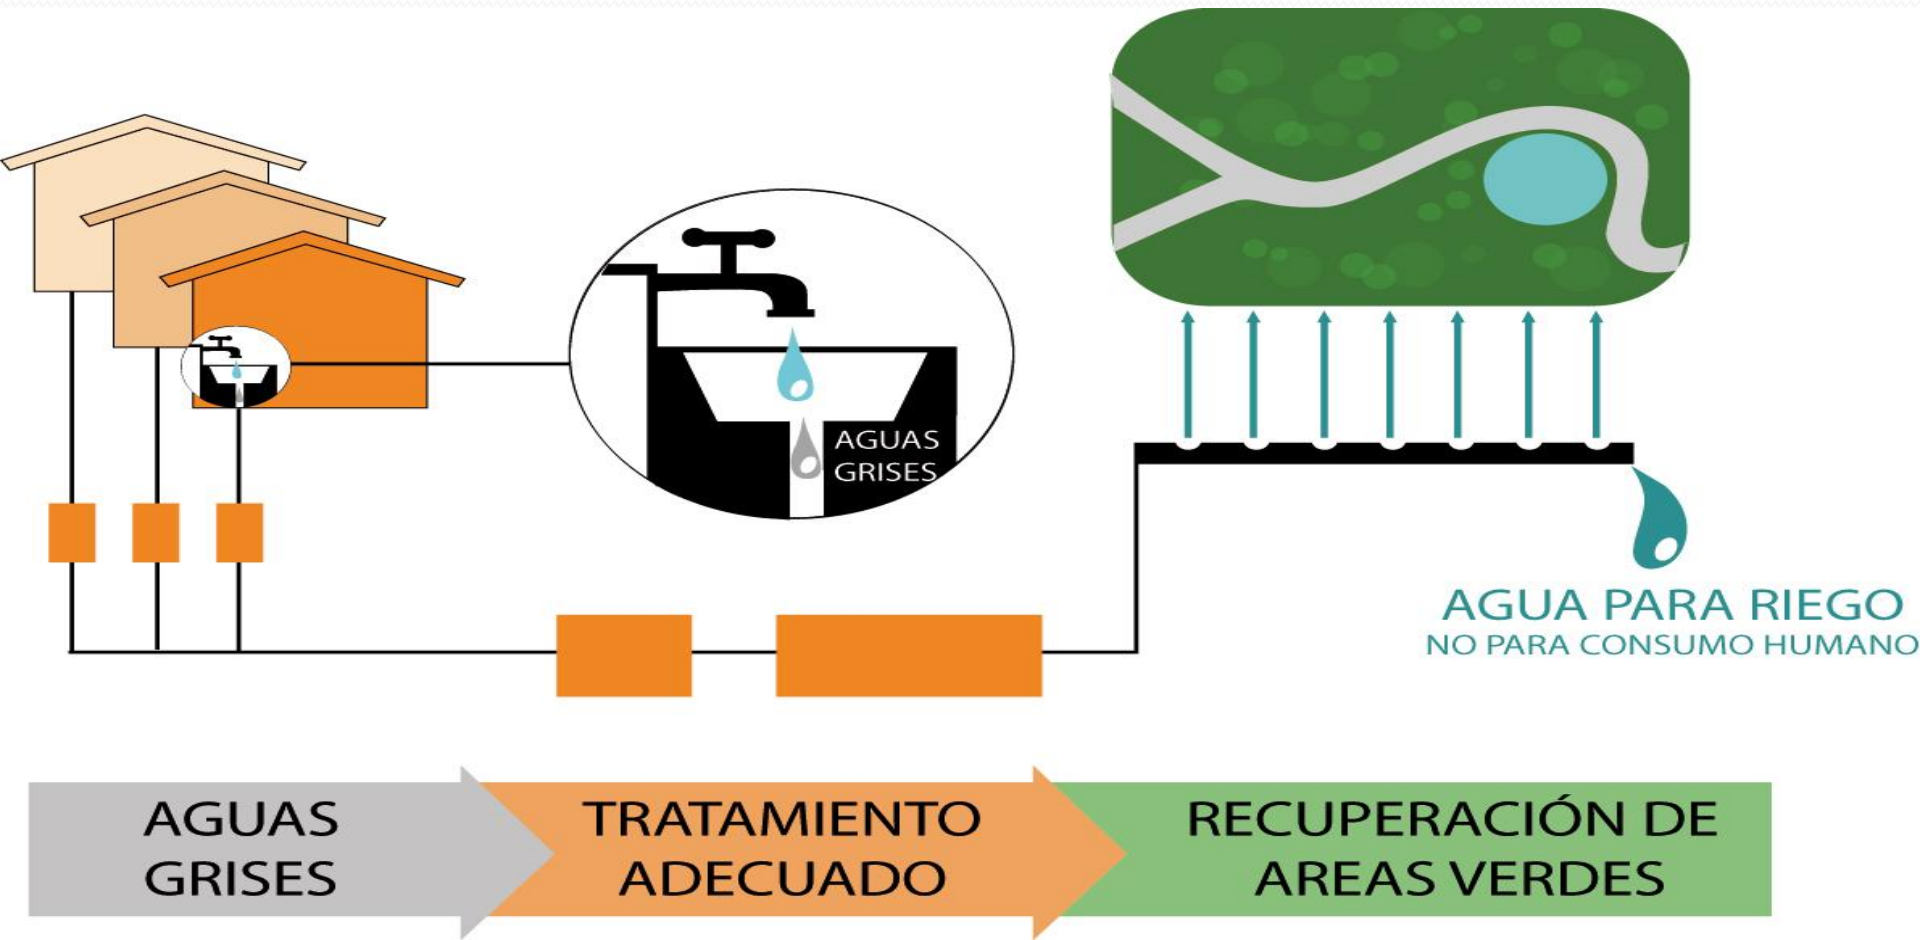 AGUAS
GRISES
AGUA PARA RIEGO
NO PARA CONSUMO HUMANO
AGUAS
GRISES
TRATAMIENTO
ADECUADO
RECUPERACIÓN DE
AREAS VERDES